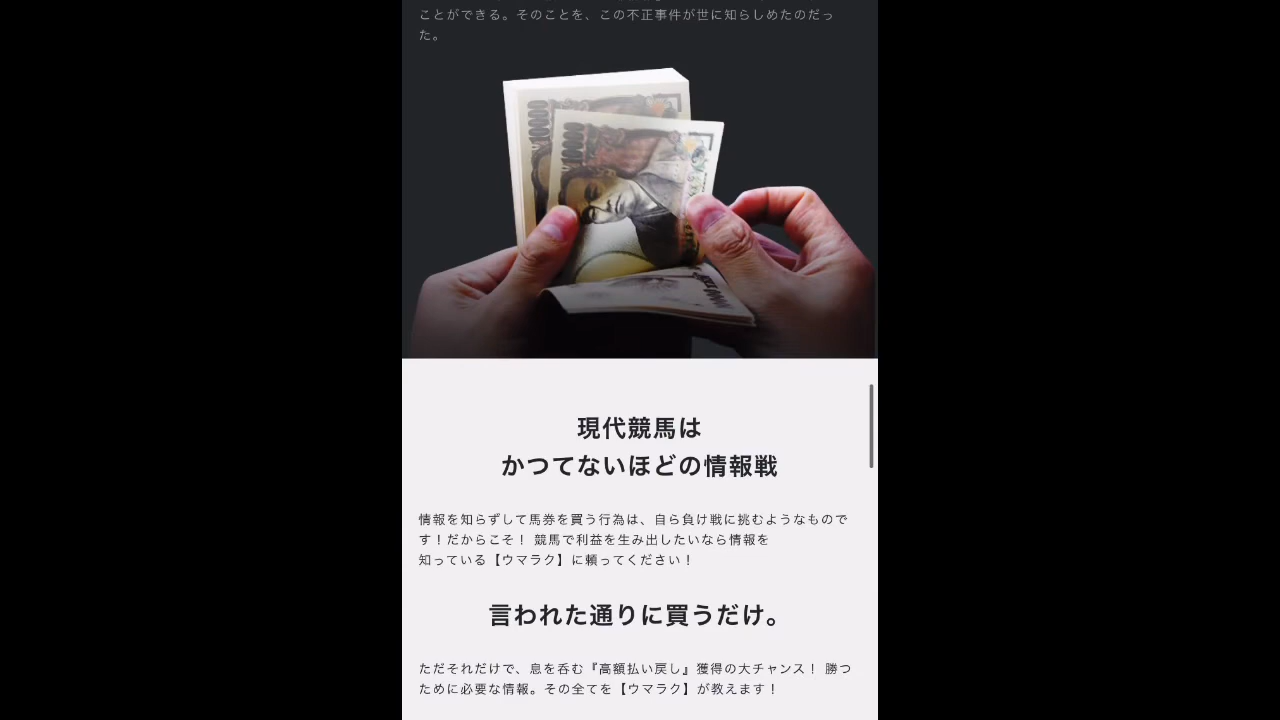 ことができる。そのことを、この不正事件が世に知らしめたのだっ
た。
10000
10000
現代競馬は
かつてないほどの情報戦
情報を知らずして馬券を買う行為は、自ら負け戦に挑むようなもので
す！だからこそ！ 競馬で利益を生み出したいなら情報を
知っている【ウマラク】に頼ってください！
言われた通りに買うだけ。
ただそれだけで、息を呑む『高額払い戻し』獲得の大チャンス！ 勝つ
ために必要な情報。その全てを【ウマラク】が教えます！